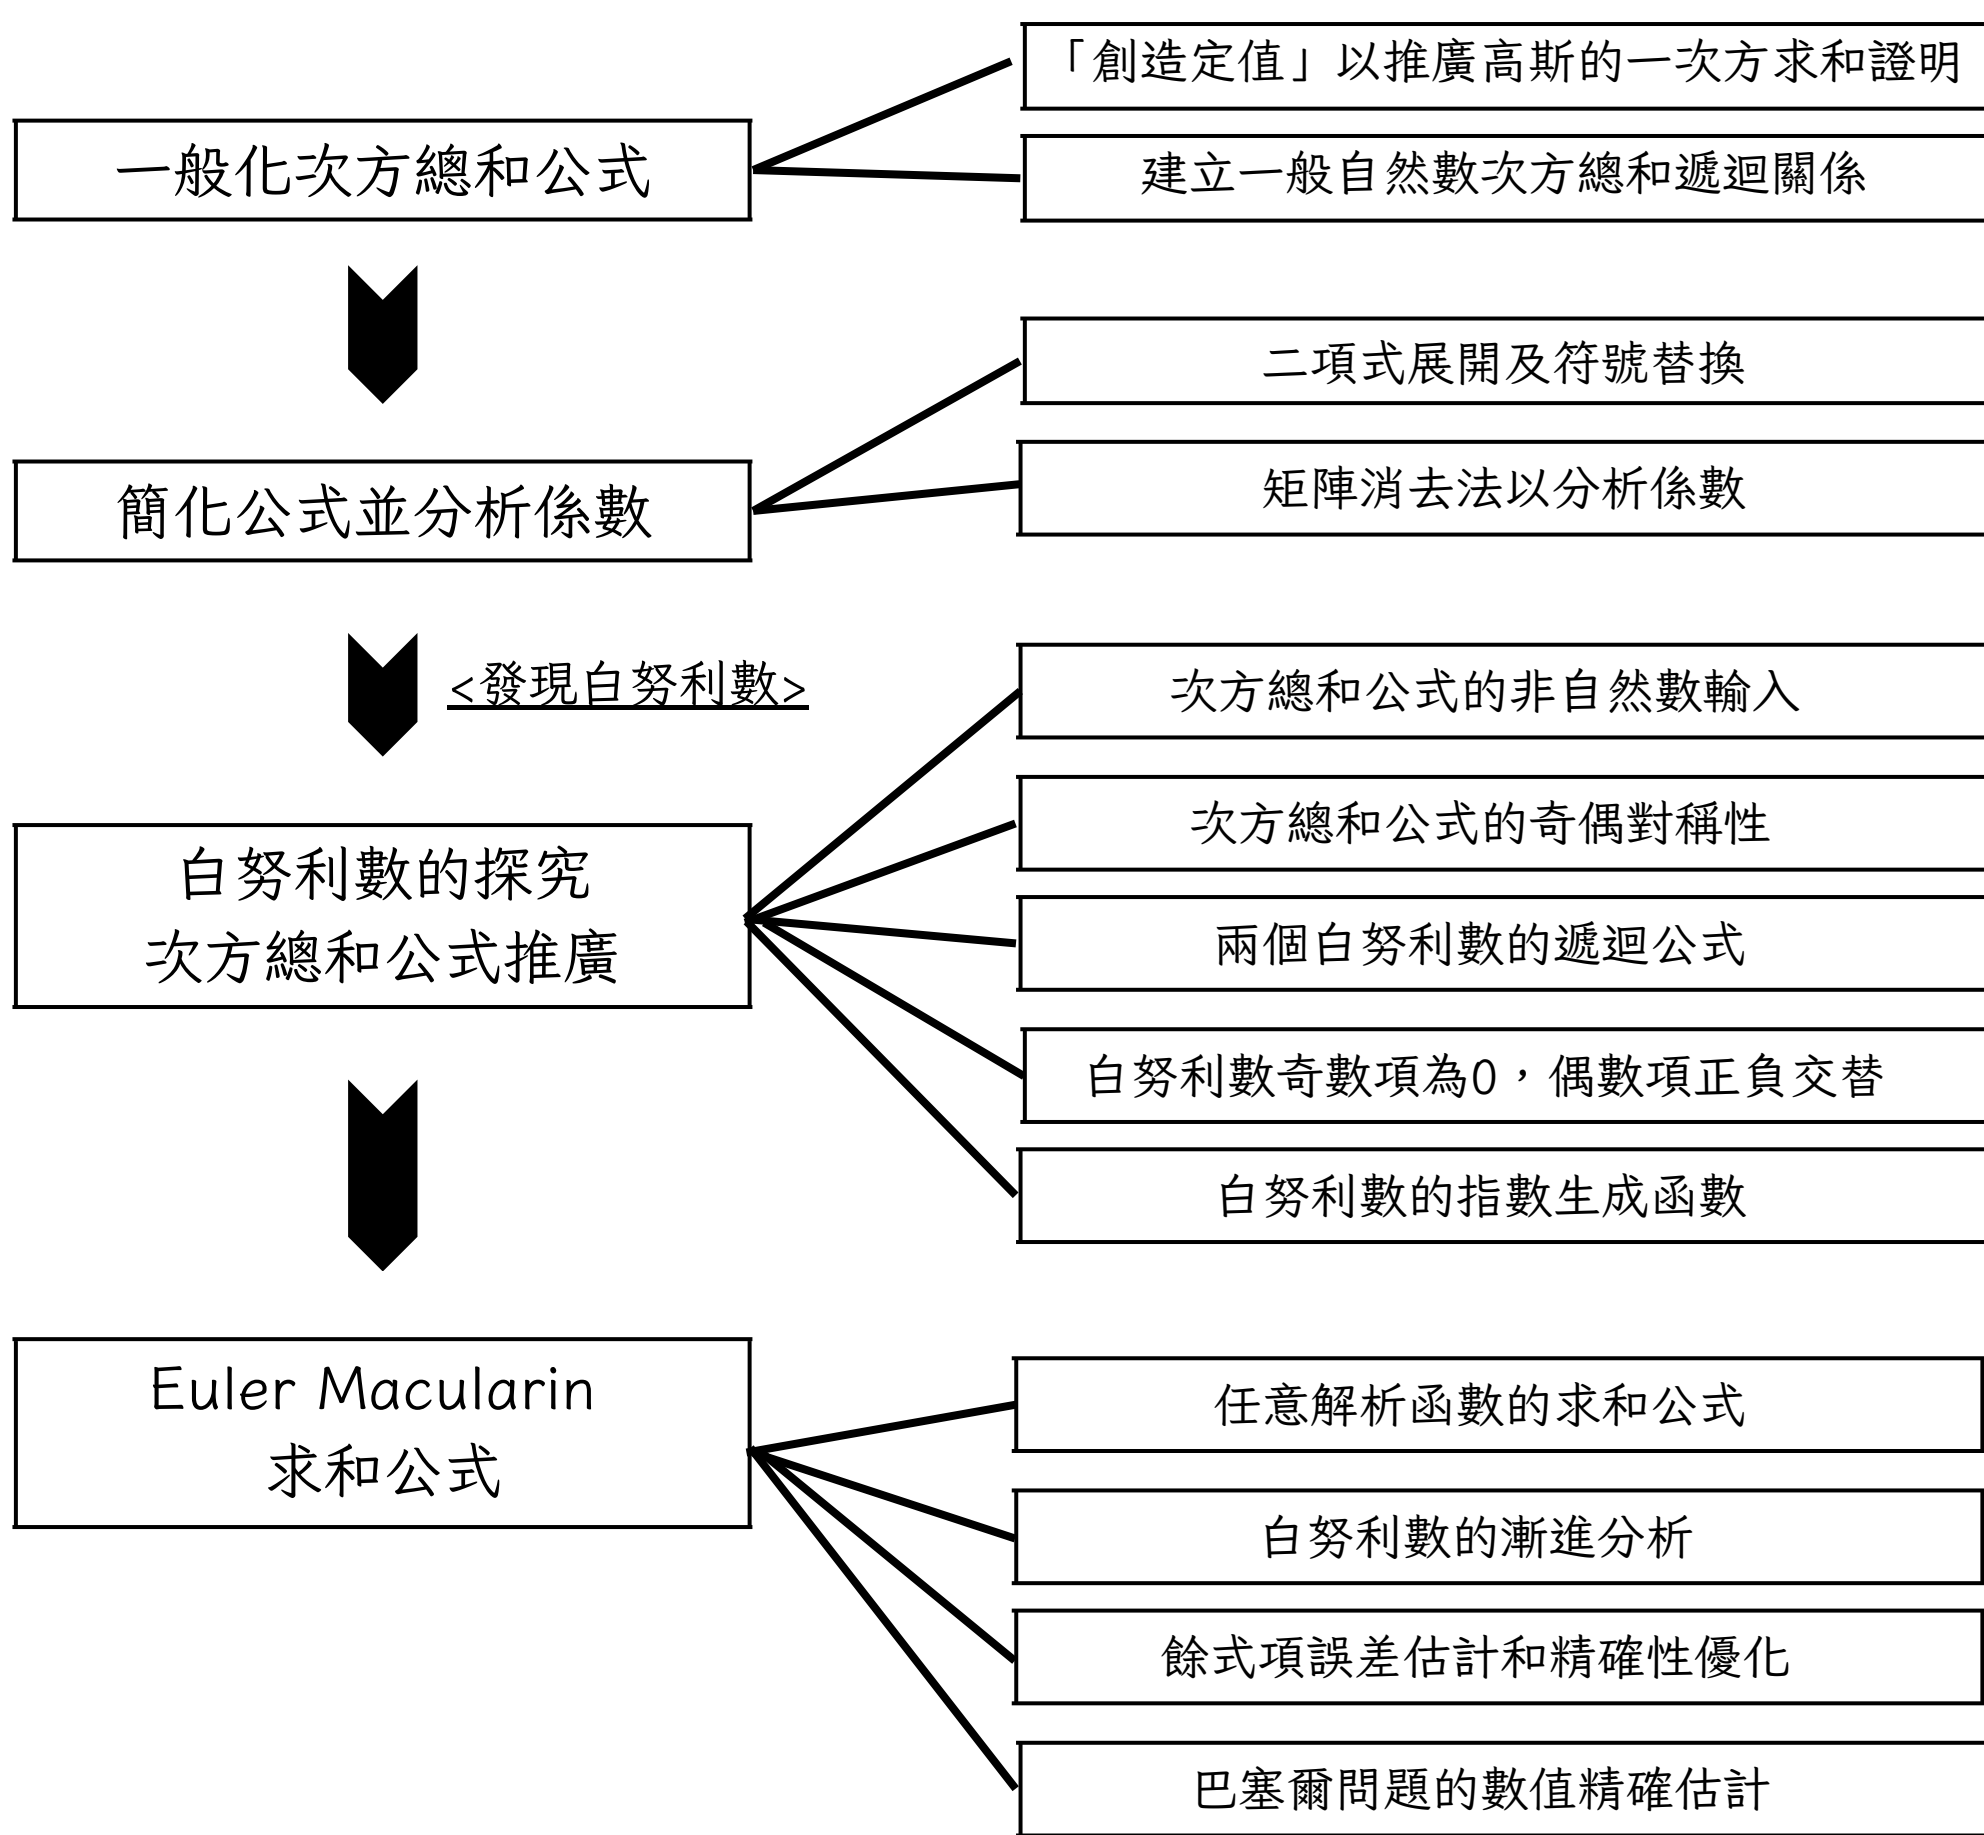 一般化次方總和公式
「創造定值」以推廣高斯的一次方求和證明
建立一般自然數次方總和遞迴關係
簡化公式並分析係數
二項式展開及符號替換
矩陣消去法以分析係數
<發現白努利數>
白努利數的探究
次方總和公式推廣
次方總和公式的非自然數輸入
次方總和公式的奇偶對稱性
兩個白努利數的遞迴公式
白努利數奇數項為0，偶數項正負交替
白努利數的指數生成函數
Euler Macularin
求和公式
任意解析函數的求和公式
白努利數的漸進分析
餘式項誤差估計和精確性優化
巴塞爾問題的數值精確估計